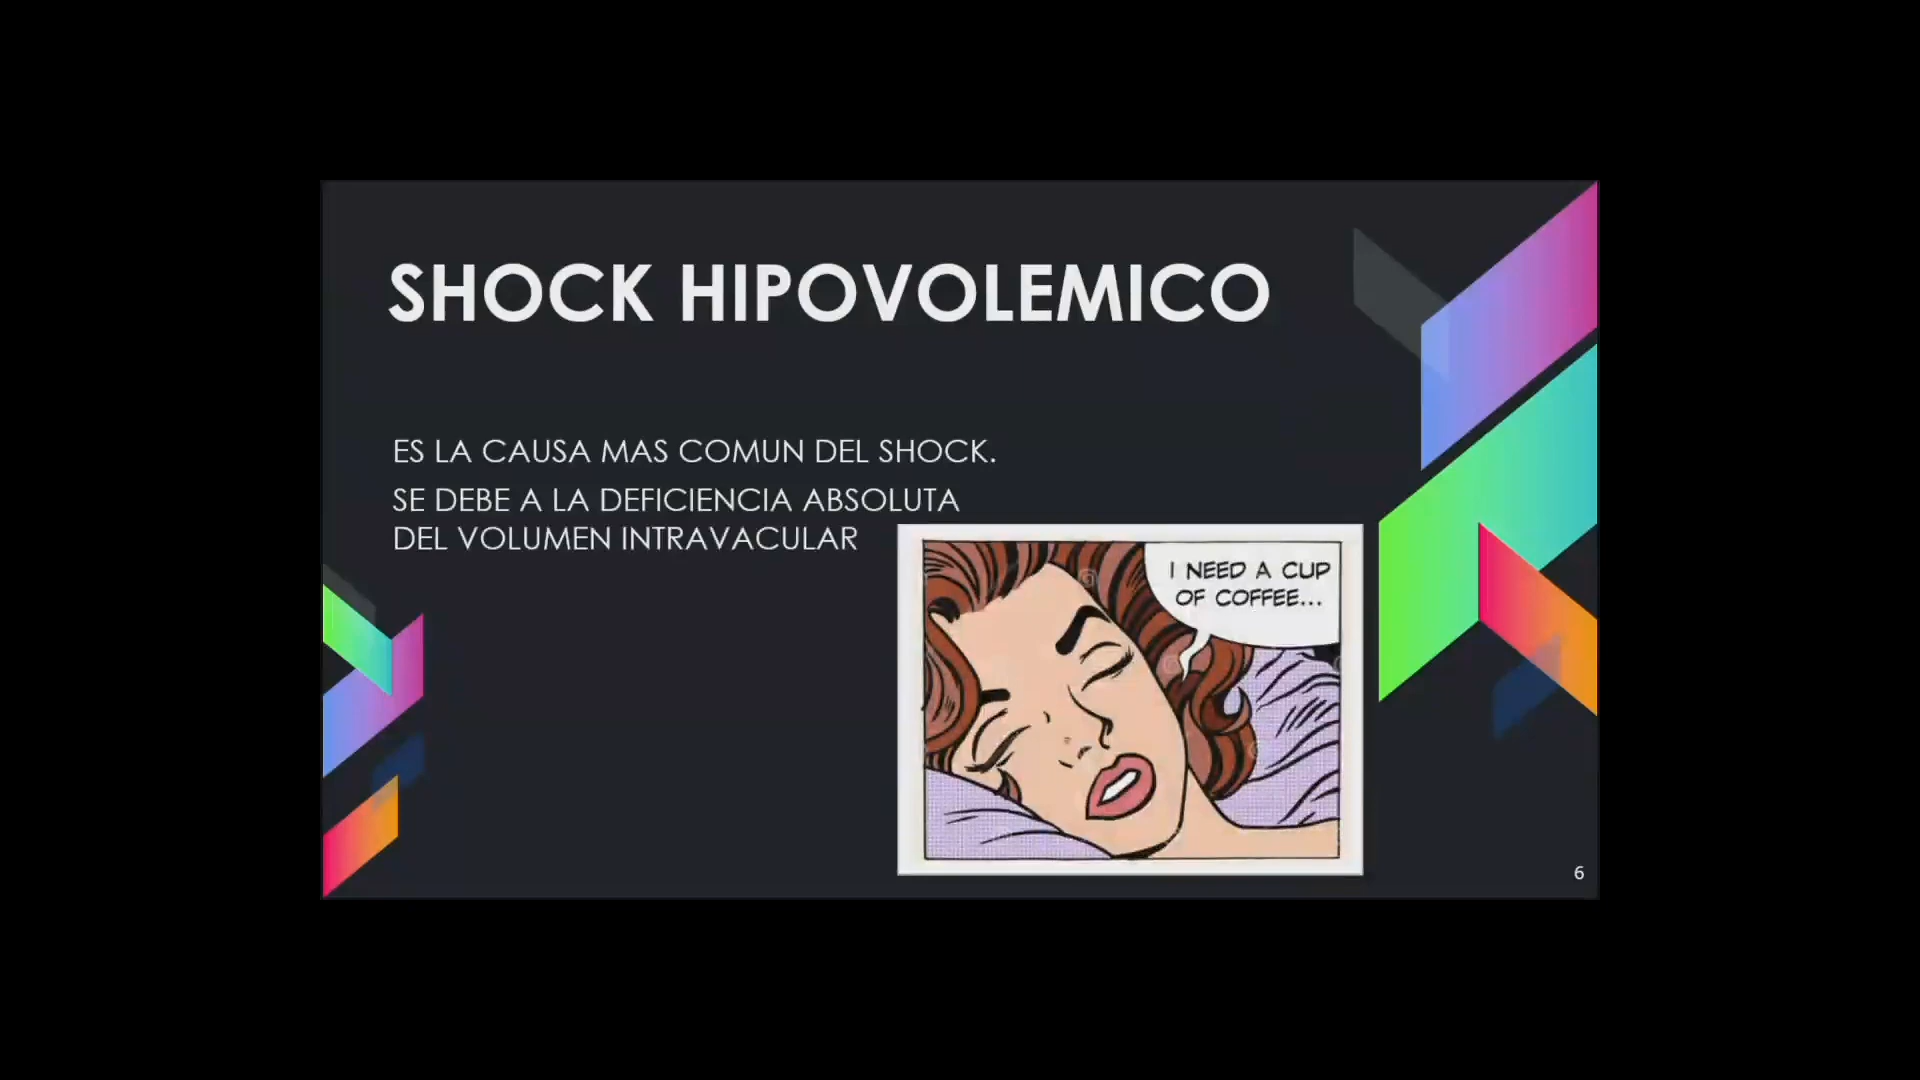 SHOCK HIPOVOLEMICO
ES LA CAUSA MAS COMUN DEL SHOCK.
SE DEBE A LA DEFICIENCIA ABSOLUTA
DEL VOLUMEN INTRAVACULAR
I NEED A CUP
OF COFFEE...
6